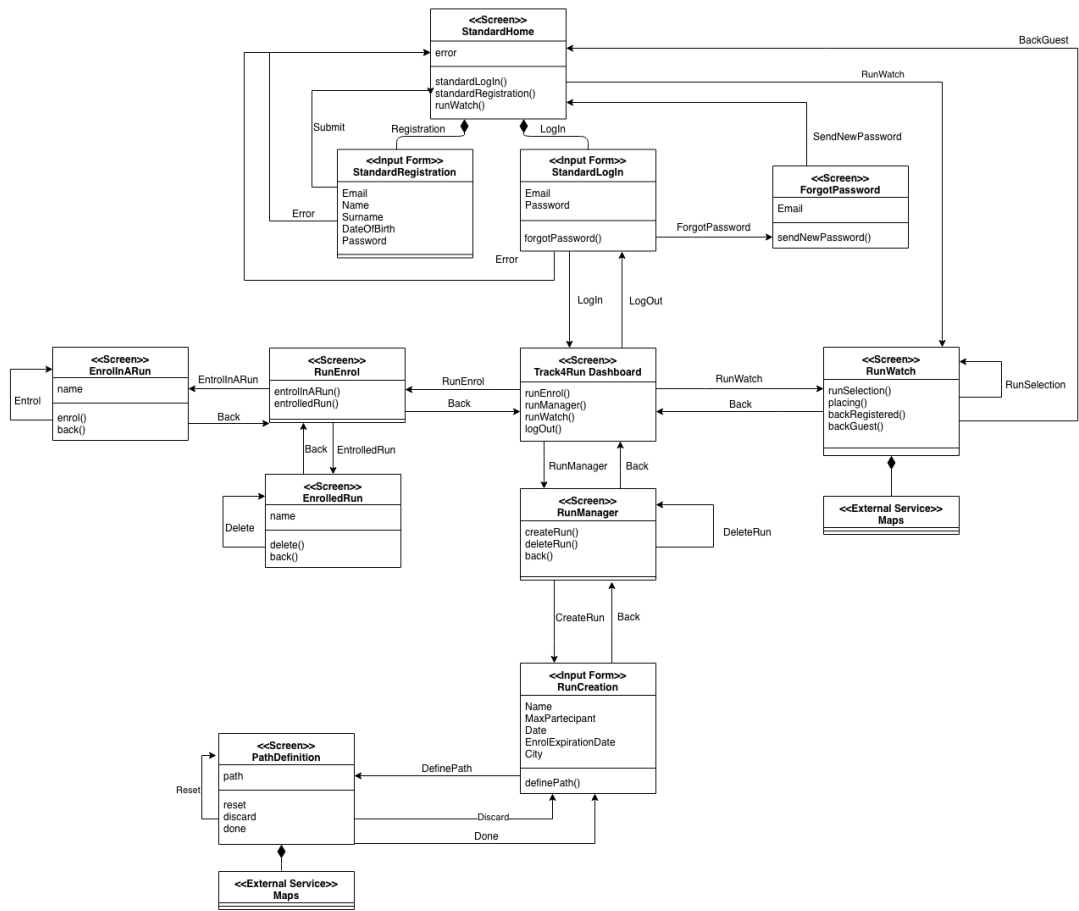 <<Screen>>
StandardHome
error
standardLogIn()
standardRegistration()
runWatch()
BackGuest
RunWatch
Submit
Registration
LogIn
SendNewPassword
<<Input Form>>
StandardRegistration
Email
Name
Surname
DateOfBirth
Password
<<Input Form>>
StandardLogIn
Email
Password
forgotPassword()
<<Screen>>
ForgotPassword
Email
sendNewPassword()
ForgotPassword
Error
Error
LogIn
LogOut
<<Screen>>
EnrolInARun
name
enrol()
back()
Entrol
EntrolInARun
Back
<<Screen>>
RunEnrol
entrolInARun()
entrolledRun()
RunEnrol
Back
<<Screen>>
Track4Run Dashboard
runEnrol()
runManager()
runWatch()
logOut()
RunWatch
Back
<<Screen>>
RunWatch
runSelection()
placing()
backRegistered()
backGuest()
RunSelection
Back
EntrolledRun
<<Screen>>
EnrolledRun
name
delete()
back()
Delete
RunManager
Back
<<Screen>>
RunManager
createRun()
deleteRun()
back()
DeleteRun
<<External Service>>
Maps
CreateRun
Back
<<Input Form>>
RunCreation
Name
MaxPartecipant
Date
EnrolExpirationDate
City
definePath()
<<Screen>>
PathDefinition
path
reset
discard
done
Reset
DefinePath
Discard
Done
<<External Service>>
Maps